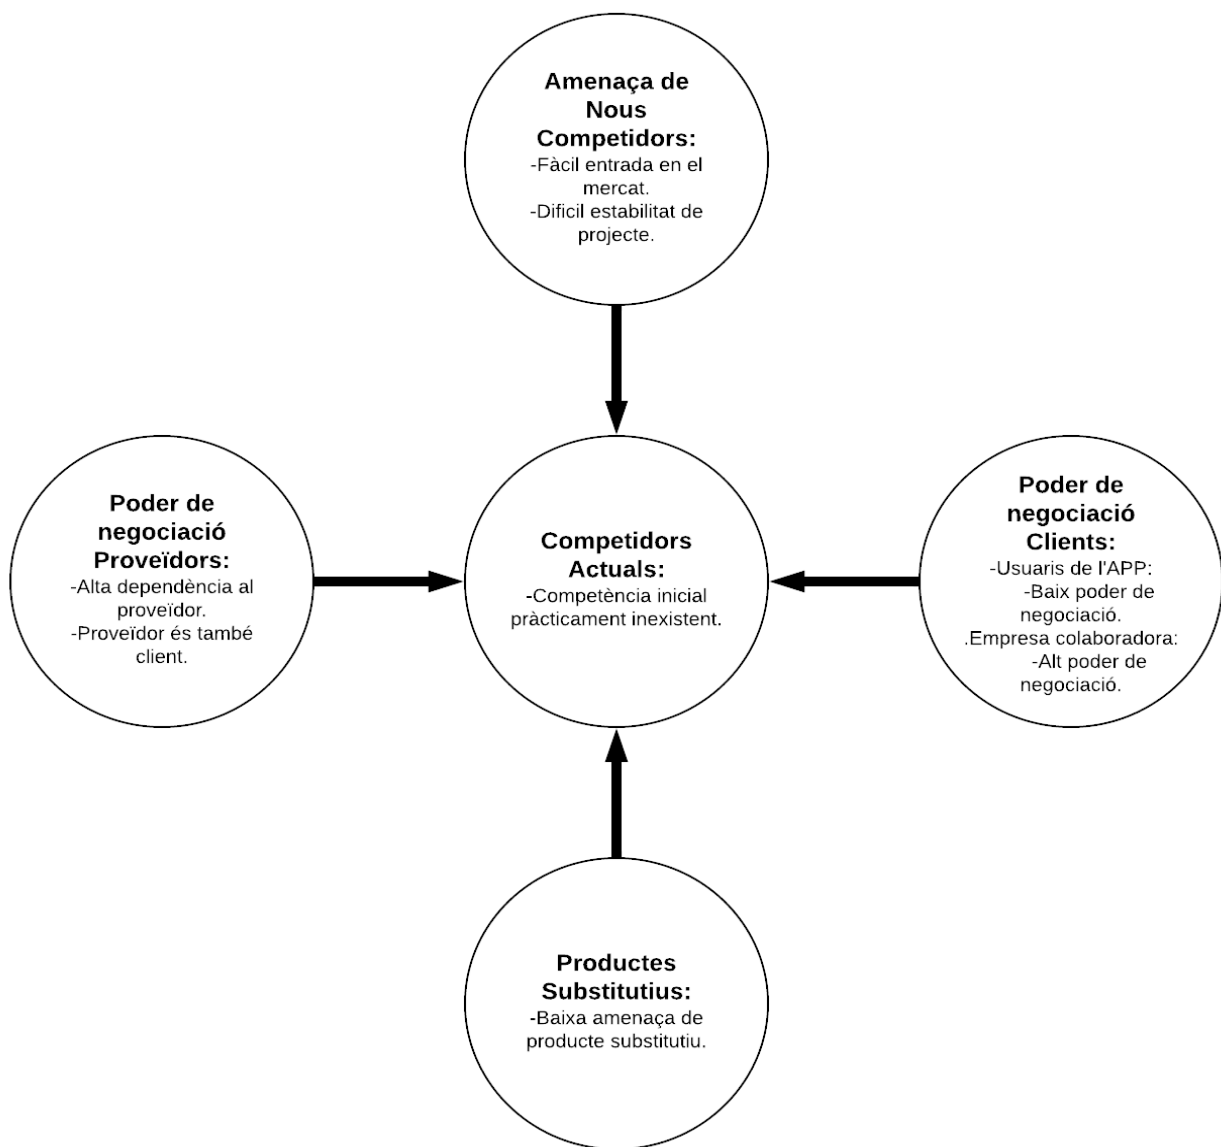 Amenaça de
Nous
Competidors:
-Fàcil entrada en el
mercat.
-Dificil estabilitat de
projecte.
Poder de
negociació
Proveïdors:
-Alta dependència al
proveïdor.
-Proveïdor és també
client.
Competidors
Actuals:
-Competència inicial
pràcticament inexistent.
Poder de
negociació
Clients:
-Usuaris de l'APP:
-Baix poder de
negociació.
.Empresa colaboradora:
-Alt poder de
negociació.
Productes
Substitutius:
-Baixa amenaça de
producte substitutiu.